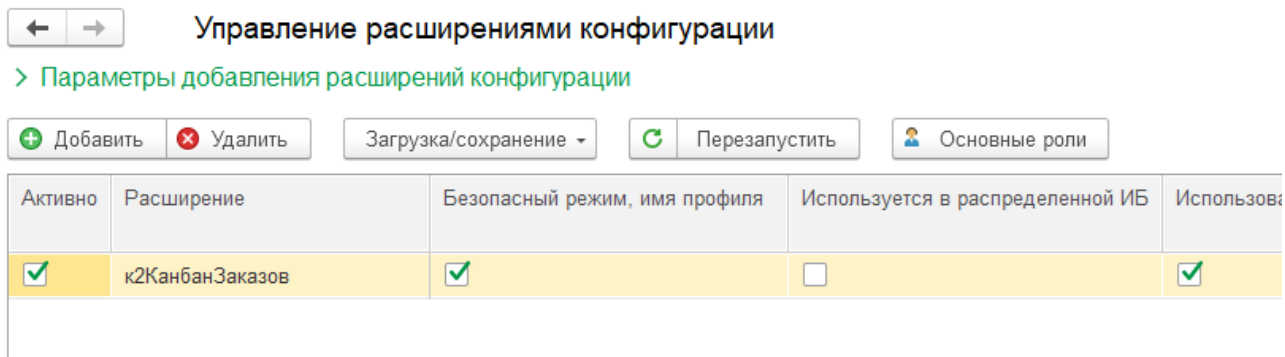 Управление расширениями конфигурации
Параметры добавления расширений конфигурации
Добавить Удалить Загрузка/сохранение Перезапустить Основные роли
Активно Расширение Безопасный режим, имя профиля Используется в распределенной ИБ Использова
к2КанбанЗаказов